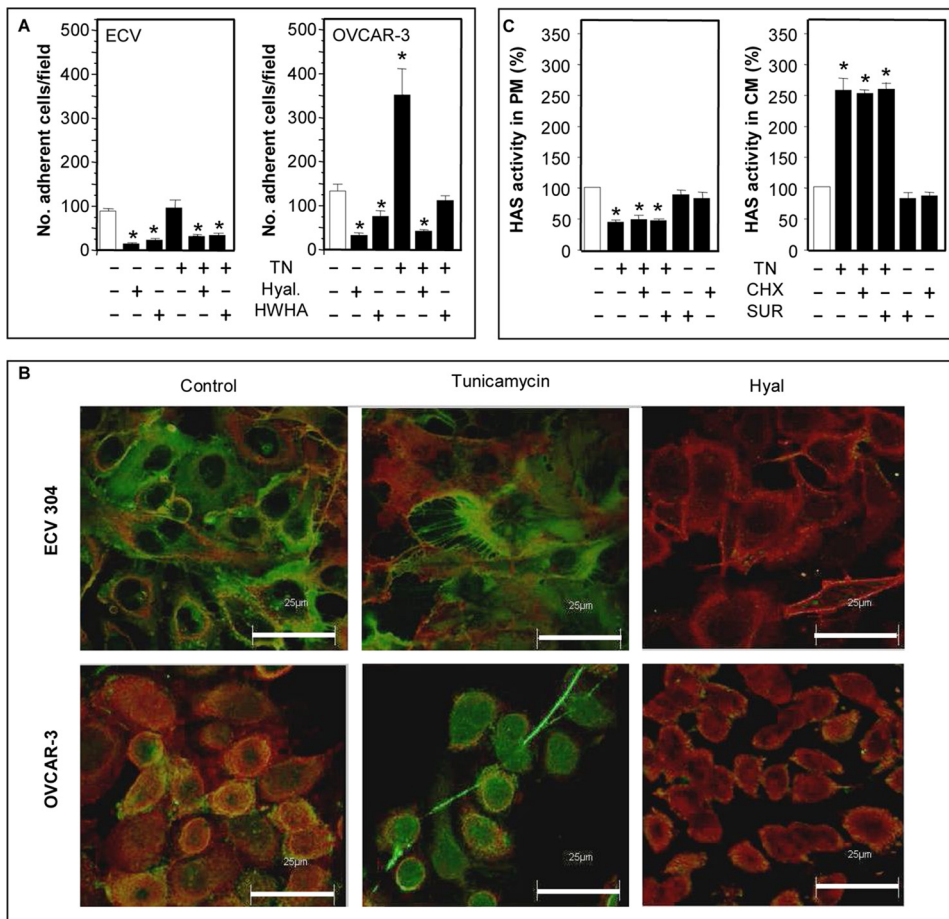 A
ECV
OVCAR-3
No. adherent cells/field
500
400
300
200
100
0
*
*
*
*
No. adherent cells/field
500
400
300
200
100
0
*
*
*
*
− − − + + + TN − − − + + +
− + − − + − Hyal. − + − − + −
− − + − − + HWHA − − + − − +
C
HAS activity in PM (%)
350
300
250
200
150
100
50
0
*
*
*
HAS activity in CM (%)
350
300
250
200
150
100
50
0
*
*
*
− + + + − − TN − + + + − −
− − + − − + CHX − − + − − +
− − − + + − SUR − − − + + −
B
Control
Tunicamycin
Hyal
ECV 304
25µm
25µm
25µm
OVCAR-3
25µm
25µm
25µm